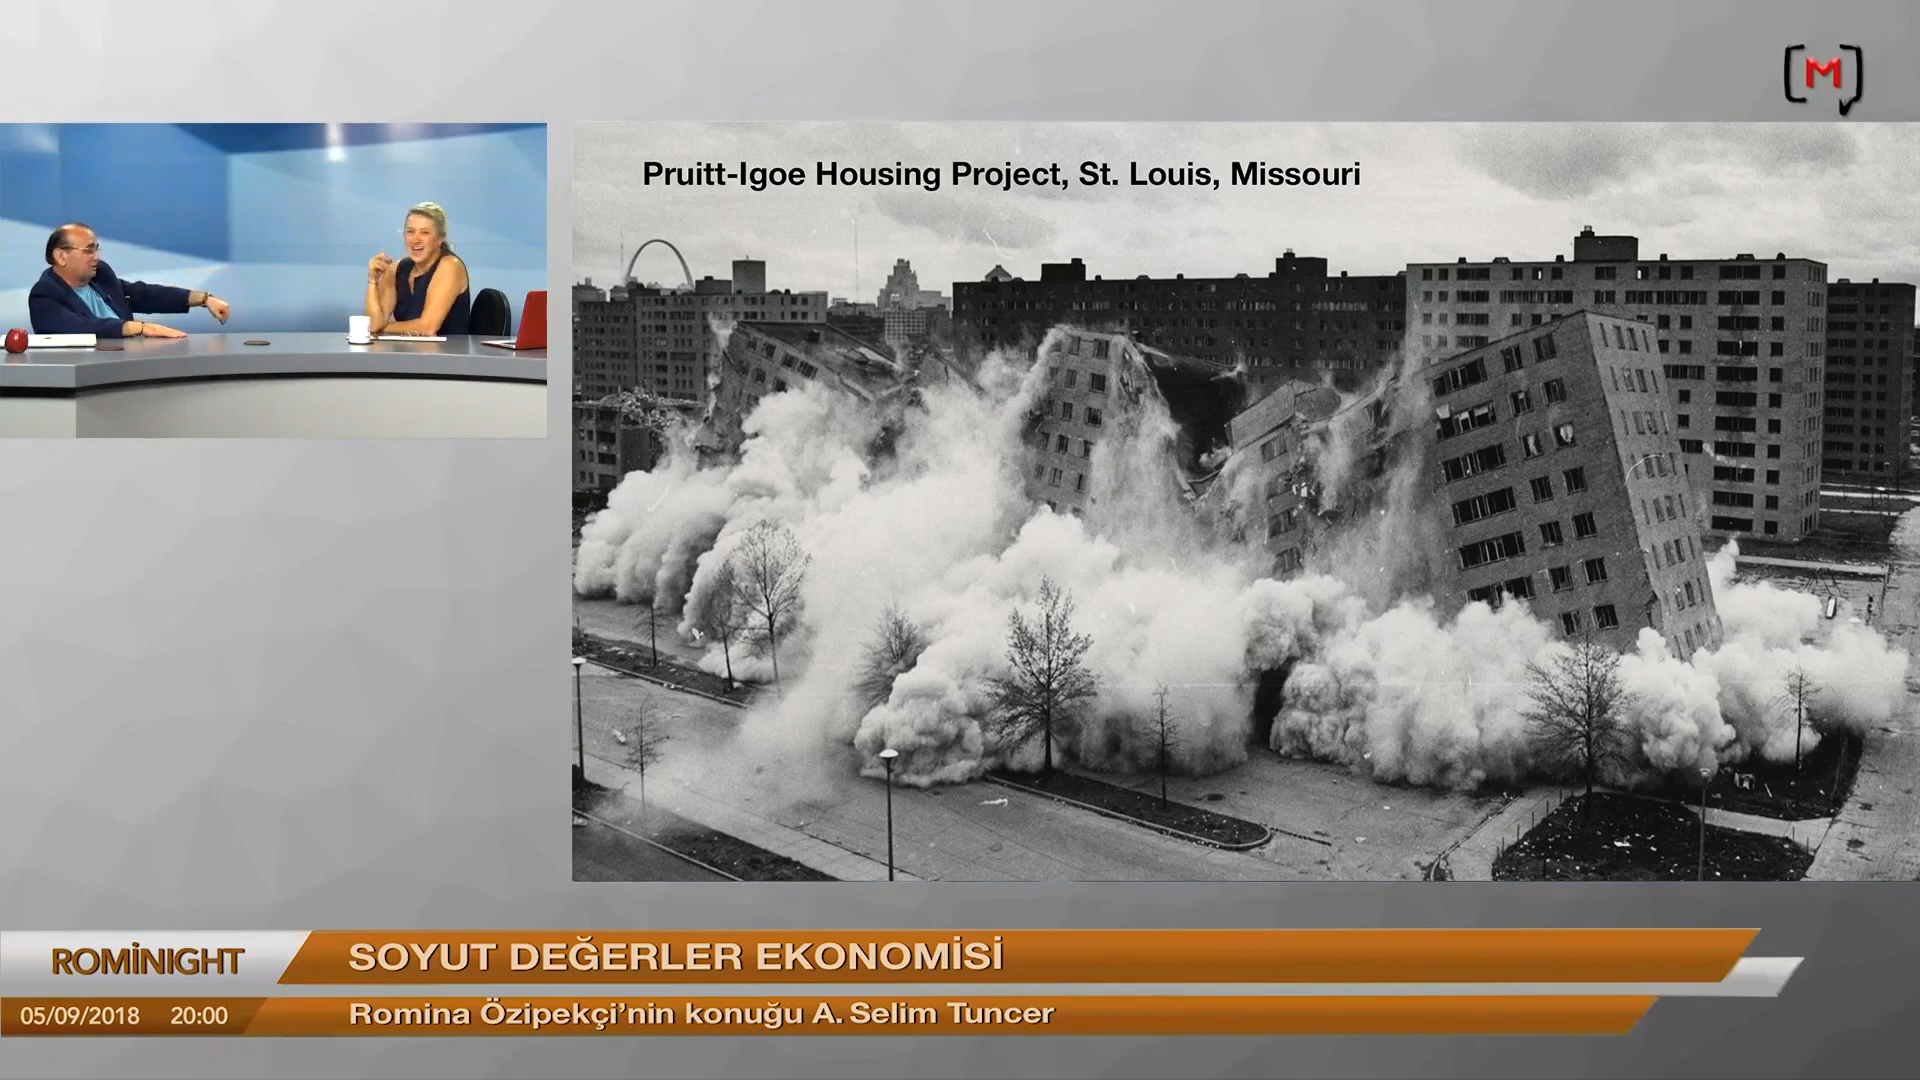 M
Pruitt-Igoe Housing Project, St. Louis, Missouri
ROMİNIGHT
SOYUT DEĞERLER EKONOMİSİ
05/09/2018 20:00
Romina Özipekçi’nin konuğu A. Selim Tuncer